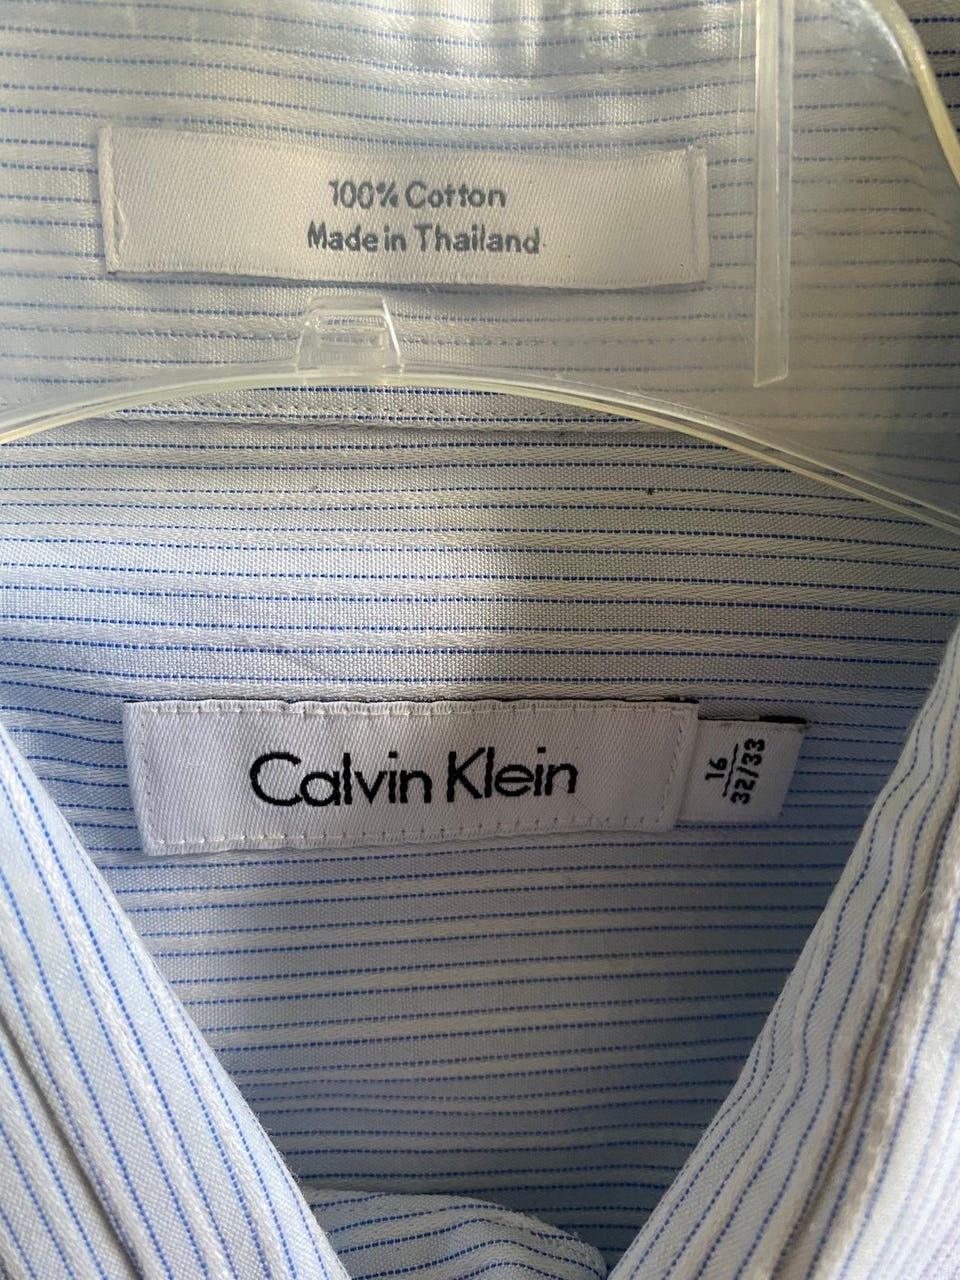 100% Cotton
Made in Thailand
Calvin Klein
16
32/33